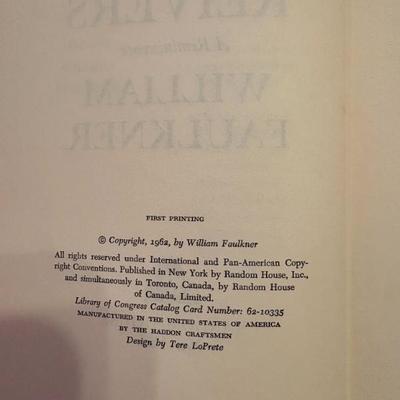 REIVERS
A Reminiscence
WILLIAM
FAULKNER
FIRST PRINTING
© Copyright, 1962, by William Faulkner
All rights reserved under International and Pan-American Copy-
right Conventions. Published in New York by Random House, Inc.,
and simultaneously in Toronto, Canada, by Random House
of Canada, Limited.
Library of Congress Catalog Card Number: 62-10335
MANUFACTURED IN THE UNITED STATES OF AMERICA
BY THE HADDON CRAFTSMEN
Design by Tere LoPrete